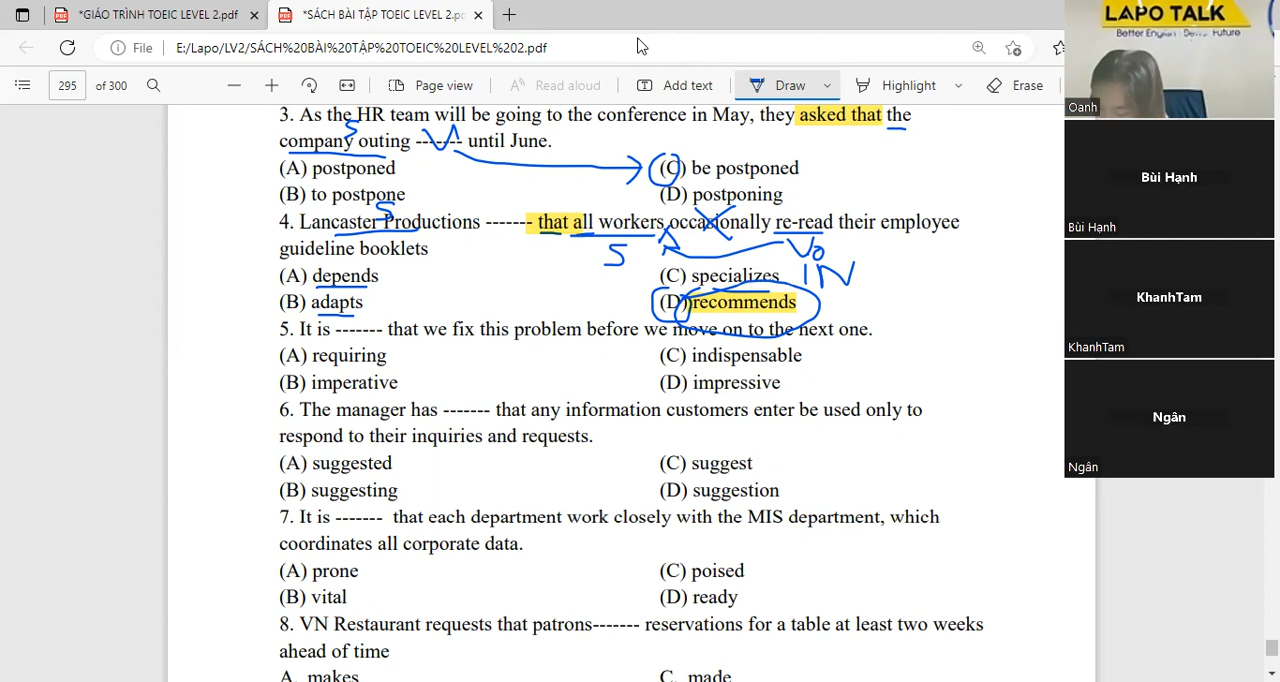 *GIÁO TRÌNH TOEIC LEVEL 2.pdf
*SÁCH BÀI TẬP TOEIC LEVEL 2.pd
File
E:/Lapo/LV2/SÁCH%20BÀI%20TẬP%20TOEIC%20LEVEL%202.pdf
295 of 300
Page view
Read aloud
Add text
Draw
Highlight
Erase
3. As the HR team will be going to the conference in May, they asked that the
S
company outing ------- until June.
V
(A) postponed
(C) be postponed
(B) to postpone
(D) postponing
S
4. Lancaster Productions ------- that all workers occasionally re-read their employee
guideline booklets
S
Vo
IN
(A) depends
(C) specializes
(B) adapts
(D) recommends
5. It is ------- that we fix this problem before we move on to the next one.
(A) requiring
(C) indispensable
(B) imperative
(D) impressive
6. The manager has ------- that any information customers enter be used only to
respond to their inquiries and requests.
(A) suggested
(C) suggest
(B) suggesting
(D) suggestion
7. It is ------- that each department work closely with the MIS department, which
coordinates all corporate data.
(A) prone
(C) poised
(B) vital
(D) ready
8. VN Restaurant requests that patrons------- reservations for a table at least two weeks
ahead of time
A. makes
C. made
LAPO TALK
Better Future
Oanh
Bùi Hạnh
Bùi Hạnh
KhanhTam
KhanhTam
Ngân
Ngân